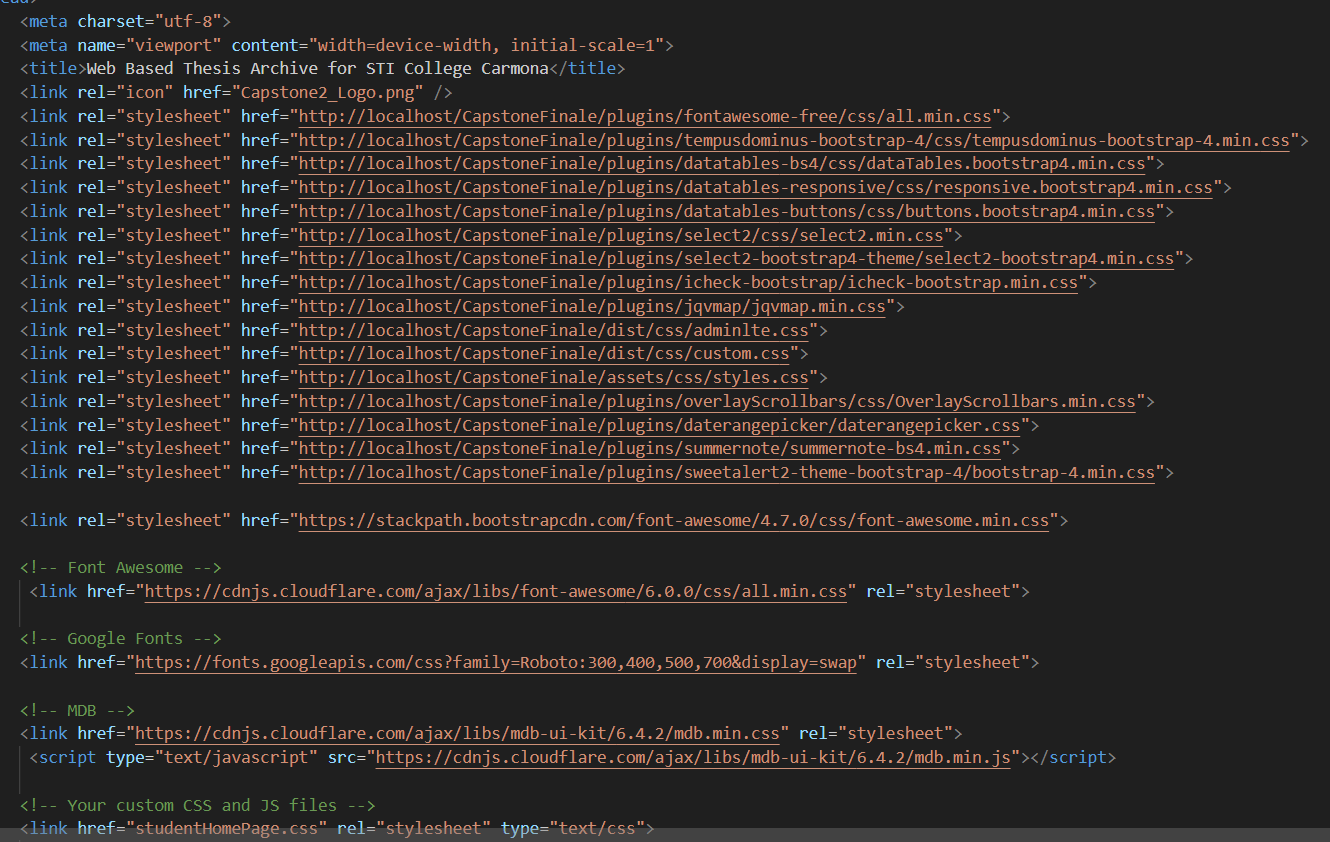 <meta charset="utf-8">
<meta name="viewport" content="width=device-width, initial-scale=1">
<title>Web Based Thesis Archive for STI College Carmona</title>
<link rel="icon" href="Capstone2_Logo.png" />
<link rel="stylesheet" href="http://localhost/CapstoneFinale/plugins/fontawesome-free/css/all.min.css">
<link rel="stylesheet" href="http://localhost/CapstoneFinale/plugins/tempusdominus-bootstrap-4/css/tempusdominus-bootstrap-4.min.css">
<link rel="stylesheet" href="http://localhost/CapstoneFinale/plugins/datatables-bs4/css/dataTables.bootstrap4.min.css">
<link rel="stylesheet" href="http://localhost/CapstoneFinale/plugins/datatables-responsive/css/responsive.bootstrap4.min.css">
<link rel="stylesheet" href="http://localhost/CapstoneFinale/plugins/datatables-buttons/css/buttons.bootstrap4.min.css">
<link rel="stylesheet" href="http://localhost/CapstoneFinale/plugins/select2/css/select2.min.css">
<link rel="stylesheet" href="http://localhost/CapstoneFinale/plugins/select2-bootstrap4-theme/select2-bootstrap4.min.css">
<link rel="stylesheet" href="http://localhost/CapstoneFinale/plugins/icheck-bootstrap/icheck-bootstrap.min.css">
<link rel="stylesheet" href="http://localhost/CapstoneFinale/plugins/jqvmap/jqvmap.min.css">
<link rel="stylesheet" href="http://localhost/CapstoneFinale/dist/css/adminlte.css">
<link rel="stylesheet" href="http://localhost/CapstoneFinale/dist/css/custom.css">
<link rel="stylesheet" href="http://localhost/CapstoneFinale/assets/css/styles.css">
<link rel="stylesheet" href="http://localhost/CapstoneFinale/plugins/overlayScrollbars/css/OverlayScrollbars.min.css">
<link rel="stylesheet" href="http://localhost/CapstoneFinale/plugins/daterangepicker/daterangepicker.css">
<link rel="stylesheet" href="http://localhost/CapstoneFinale/plugins/summernote/summernote-bs4.min.css">
<link rel="stylesheet" href="http://localhost/CapstoneFinale/plugins/sweetalert2-theme-bootstrap-4/bootstrap-4.min.css">
<link rel="stylesheet" href="https://stackpath.bootstrapcdn.com/font-awesome/4.7.0/css/font-awesome.min.css">
<!-- Font Awesome -->
<link href="https://cdnjs.cloudflare.com/ajax/libs/font-awesome/6.0.0/css/all.min.css" rel="stylesheet">
<!-- Google Fonts -->
<link href="https://fonts.googleapis.com/css?family=Roboto:300,400,500,700&display=swap" rel="stylesheet">
<!-- MDB -->
<link href="https://cdnjs.cloudflare.com/ajax/libs/mdb-ui-kit/6.4.2/mdb.min.css" rel="stylesheet">
<script type="text/javascript" src="https://cdnjs.cloudflare.com/ajax/libs/mdb-ui-kit/6.4.2/mdb.min.js"></script>
<!-- Your custom CSS and JS files -->
<link href="studentHomePage.css" rel="stylesheet" type="text/css">